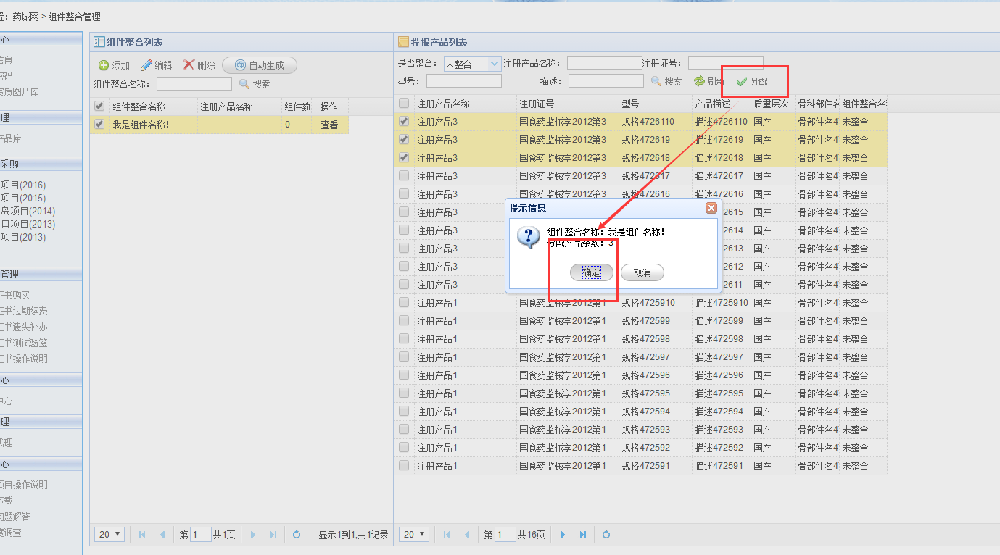 置：药城网 > 组件整合管理
心
信息
密码
资质图片库
理
产品库
采购
项目(2016)
项目(2015)
岛项目(2014)
口项目(2013)
项目(2013)
管理
证书购买
证书过期续费
证书遗失补办
证书测试验签
证书操作说明
心
中心
理
代理
心
项目操作说明
下载
问题解答
度调查
组件整合列表
添加 编辑 删除 自动生成
组件整合名称： 搜索
组件整合名称 注册产品名称 组件数 操作
我是组件名称！ 0 查看
20 第 1 共1页 显示1到1,共1记录
投报产品列表
是否整合： 未整合 注册产品名称： 注册证号：
型号： 描述： 搜索 刷新 分配
注册产品名称 注册证号 型号 产品描述 质量层次 骨科部件名 组件整合名
注册产品3 国食药监械字2012第3 规格4726110 描述4726110 国产 骨部件名4 未整合
注册产品3 国食药监械字2012第3 规格472619 描述472619 国产 骨部件名4 未整合
注册产品3 国食药监械字2012第3 规格472618 描述472618 国产 骨部件名4 未整合
注册产品3 国食药监械字2012第3 规格472617 描述472617 国产 骨部件名4 未整合
注册产品3 国食药监械字2012第3 规格472616 描述472616 国产 骨部件名4 未整合
注册产品3 2615 国产 骨部件名4 未整合
注册产品3 2614 国产 骨部件名4 未整合
注册产品3 2613 国产 骨部件名4 未整合
注册产品3 2612 国产 骨部件名4 未整合
注册产品3 2611 国产 骨部件名4 未整合
注册产品1 国食药监械字2012第1 规格4725910 描述4725910 国产 骨部件名4 未整合
注册产品1 国食药监械字2012第1 规格472599 描述472599 国产 骨部件名4 未整合
注册产品1 国食药监械字2012第1 规格472598 描述472598 国产 骨部件名4 未整合
注册产品1 国食药监械字2012第1 规格472597 描述472597 国产 骨部件名4 未整合
注册产品1 国食药监械字2012第1 规格472596 描述472596 国产 骨部件名4 未整合
注册产品1 国食药监械字2012第1 规格472595 描述472595 国产 骨部件名4 未整合
注册产品1 国食药监械字2012第1 规格472594 描述472594 国产 骨部件名4 未整合
注册产品1 国食药监械字2012第1 规格472593 描述472593 国产 骨部件名4 未整合
注册产品1 国食药监械字2012第1 规格472592 描述472592 国产 骨部件名4 未整合
注册产品1 国食药监械字2012第1 规格472591 描述472591 国产 骨部件名4 未整合
20 第 1 共16页
提示信息
组件整合名称：我是组件名称！
分配产品条数：3
确定 取消